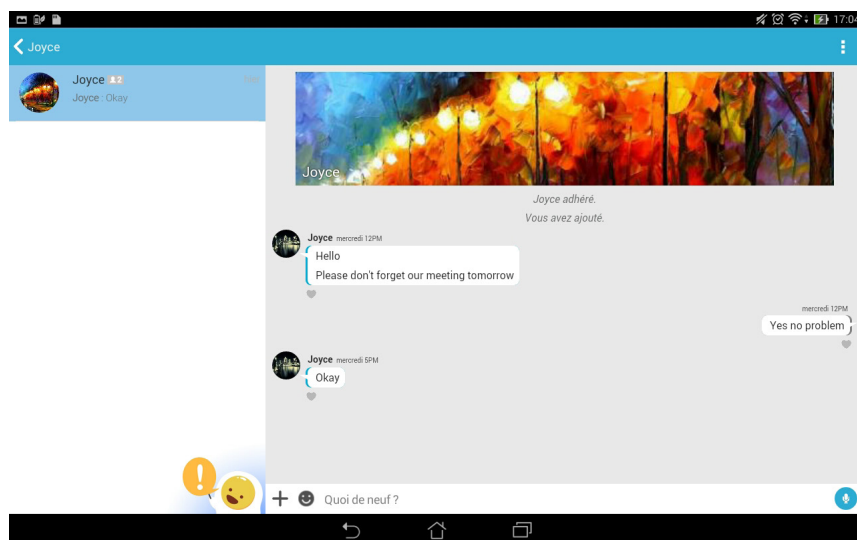 17:04
Joyce
Joyce 2
Joyce : Okay
Joyce
Joyce adhéré.
Vous avez ajouté.
Joyce mercredi 12PM
Hello
Please don't forget our meeting tomorrow
mercredi 12PM
Yes no problem
Joyce mercredi 5PM
Okay
Quoi de neuf ?